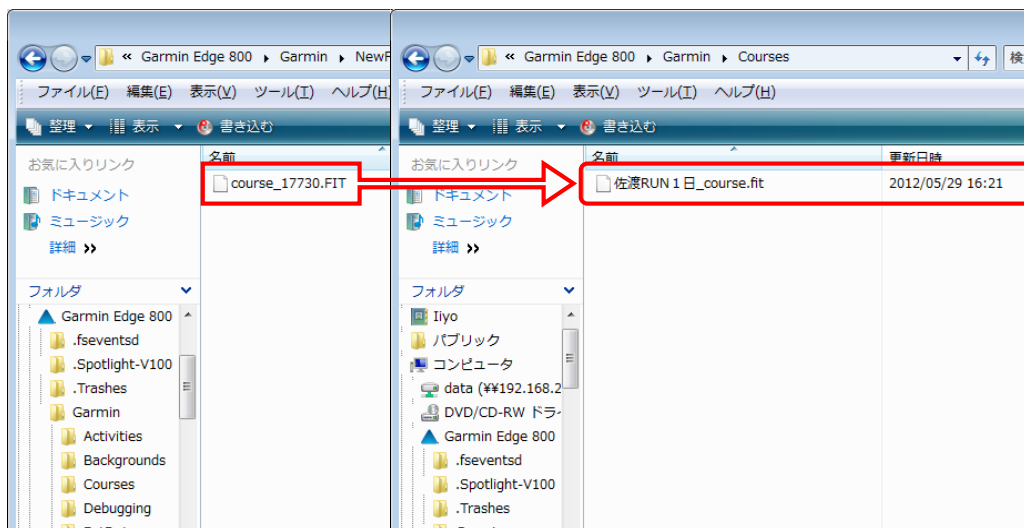 « Garmin Edge 800 › Garmin › NewF
ファイル(F) 編集(E) 表示(V) ツール(T) ヘルプ(H)
整理 表示 書き込む
お気に入りリンク
ドキュメント
ミュージック
詳細 »
フォルダ
Garmin Edge 800
.fseventsd
.Spotlight-V100
.Trashes
Garmin
Activities
Backgrounds
Courses
Debugging
名前
course_17730.FIT
« Garmin Edge 800 › Garmin › Courses
検
ファイル(F) 編集(E) 表示(V) ツール(T) ヘルプ(H)
整理 表示 書き込む
お気に入りリンク
ドキュメント
ミュージック
詳細 »
フォルダ
Iiyo
パブリック
コンピュータ
data (¥¥192.168.2
DVD/CD-RW ドラ
Garmin Edge 800
.fseventsd
.Spotlight-V100
.Trashes
名前 更新日時
佐渡RUN１日_course.fit 2012/05/29 16:21